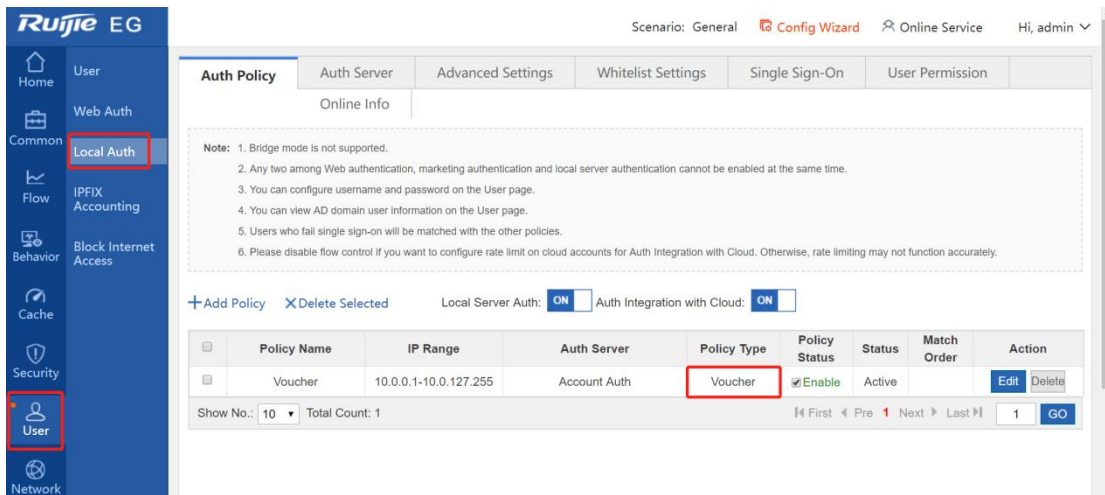 Ruijie EG
Scenario: General Config Wizard Online Service Hi, admin
Home
Common
Flow
Behavior
Cache
Security
User
Network
User
Web Auth
Local Auth
IPFIX
Accounting
Block Internet
Access
Auth Policy Auth Server Advanced Settings Whitelist Settings Single Sign-On User Permission
Online Info
Note: 1. Bridge mode is not supported.
2. Any two among Web authentication, marketing authentication and local server authentication cannot be enabled at the same time.
3. You can configure username and password on the User page.
4. You can view AD domain user information on the User page.
5. Users who fail single sign-on will be matched with the other policies.
6. Please disable flow control if you want to configure rate limit on cloud accounts for Auth Integration with Cloud. Otherwise, rate limiting may not function accurately.
Add Policy Delete Selected Local Server Auth: ON Auth Integration with Cloud: ON
Policy Name IP Range Auth Server Policy Type Policy Status Status Match Order Action
Voucher 10.0.0.1-10.0.127.255 Account Auth Voucher Enable Active Edit Delete
Show No.: 10 Total Count: 1 First Pre 1 Next Last 1 GO